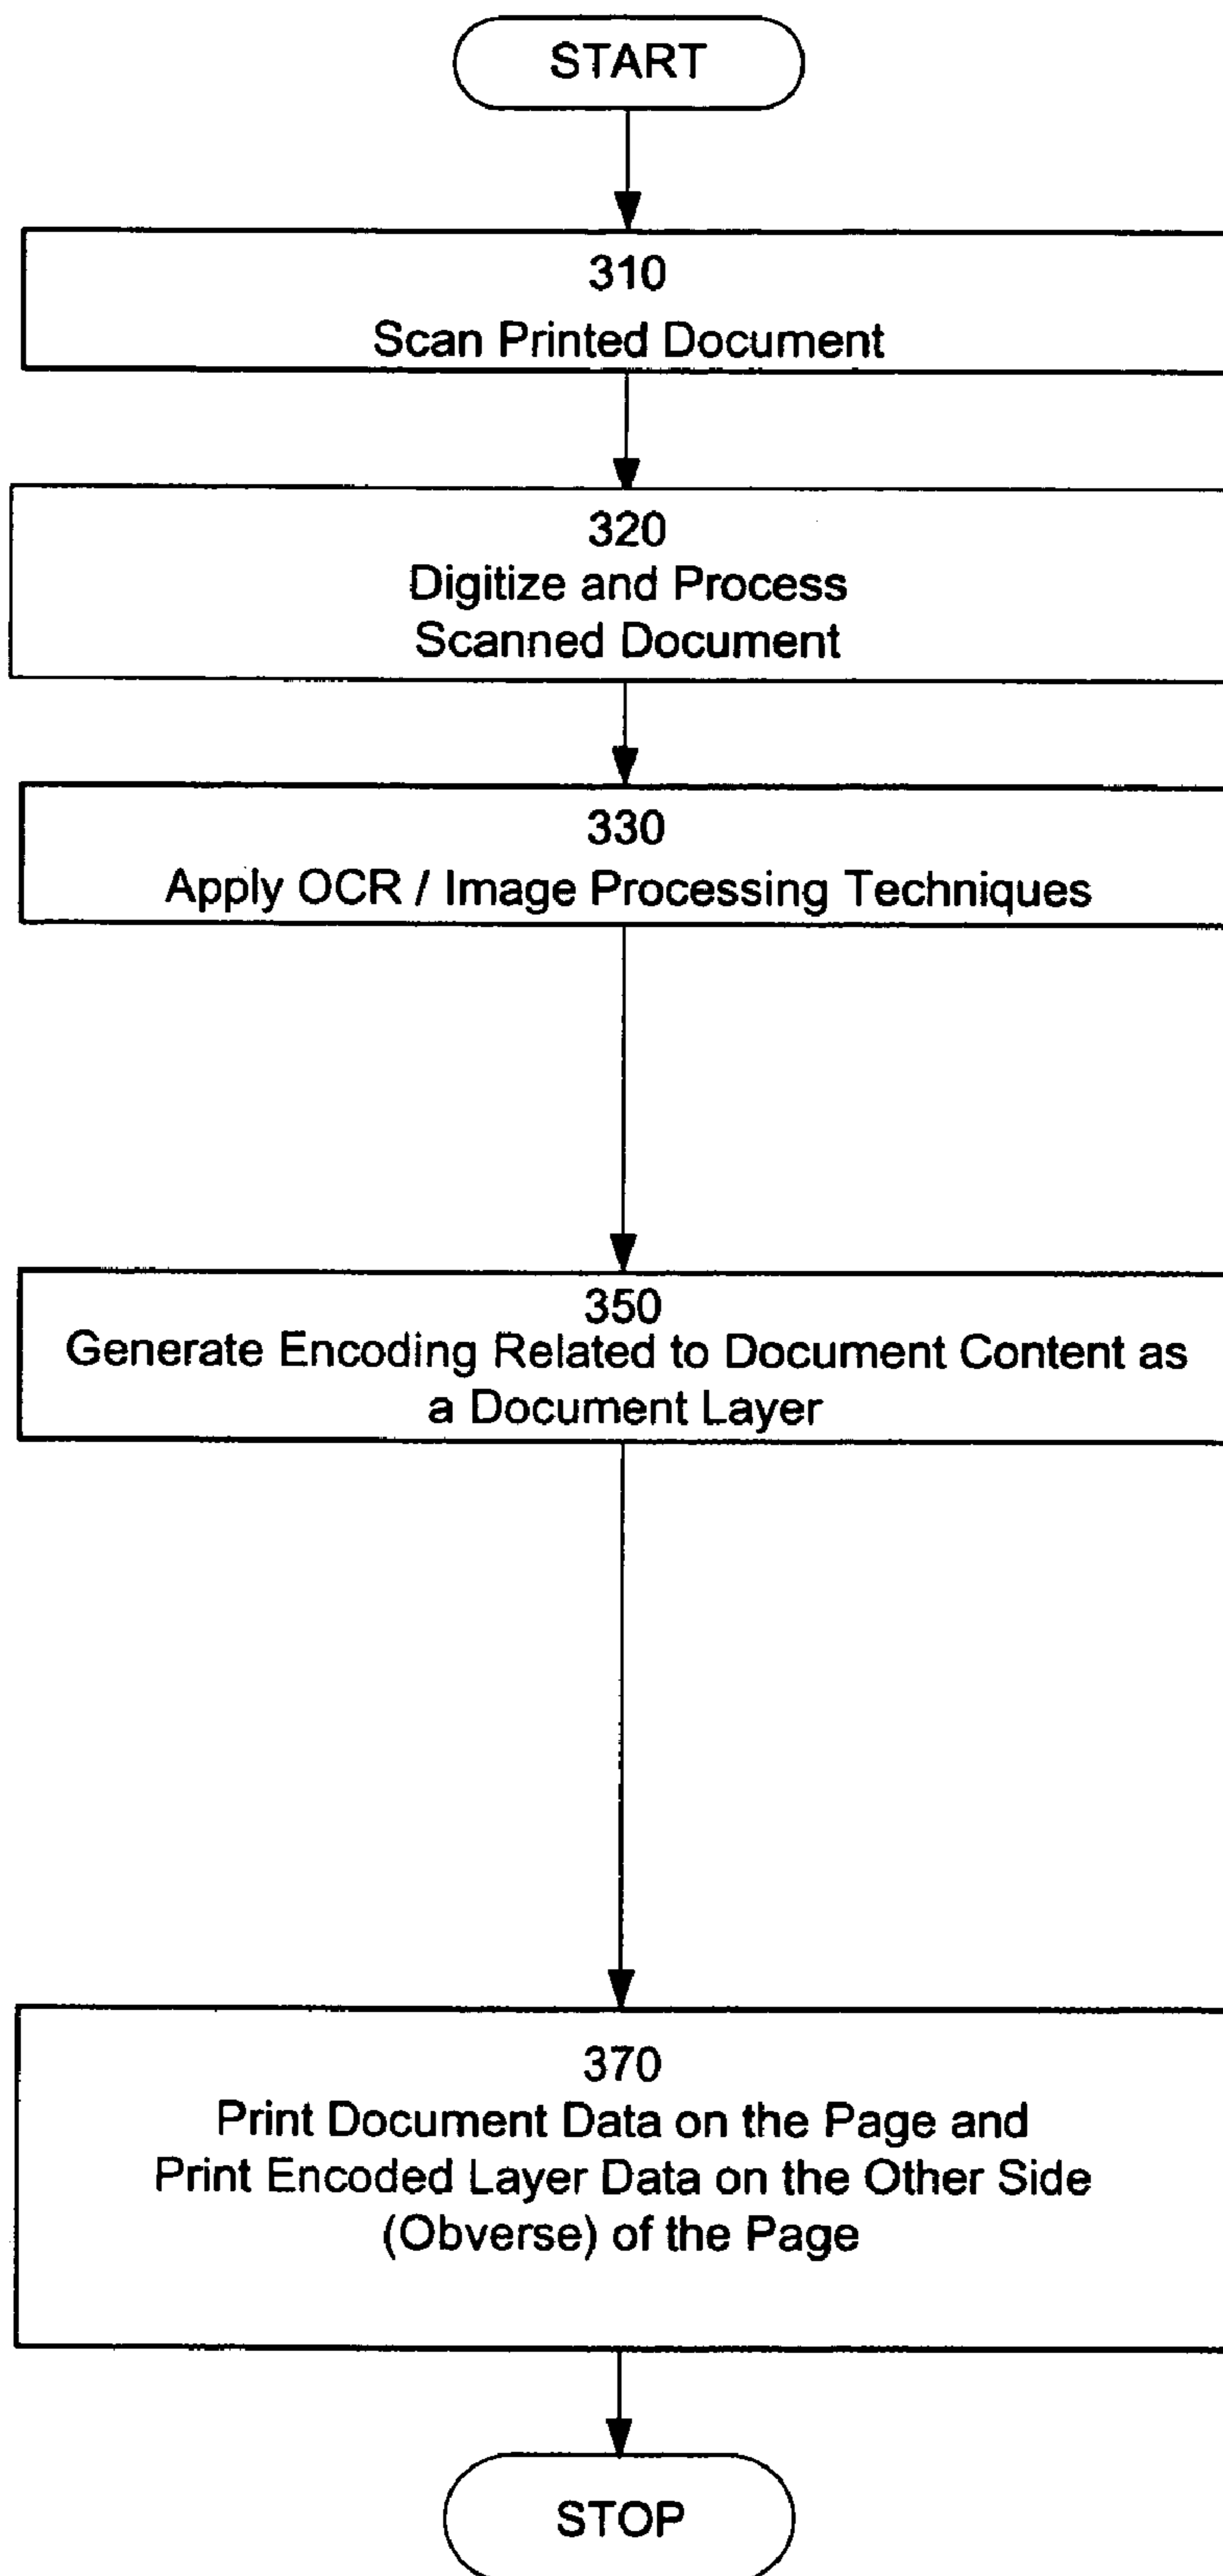 START
310
Scan Printed Document
320
Digitize and Process
Scanned Document
330
Apply OCR / Image Processing Techniques
350
Generate Encoding Related to Document Content as
a Document Layer
370
Print Document Data on the Page and
Print Encoded Layer Data on the Other Side
(Obverse) of the Page
STOP